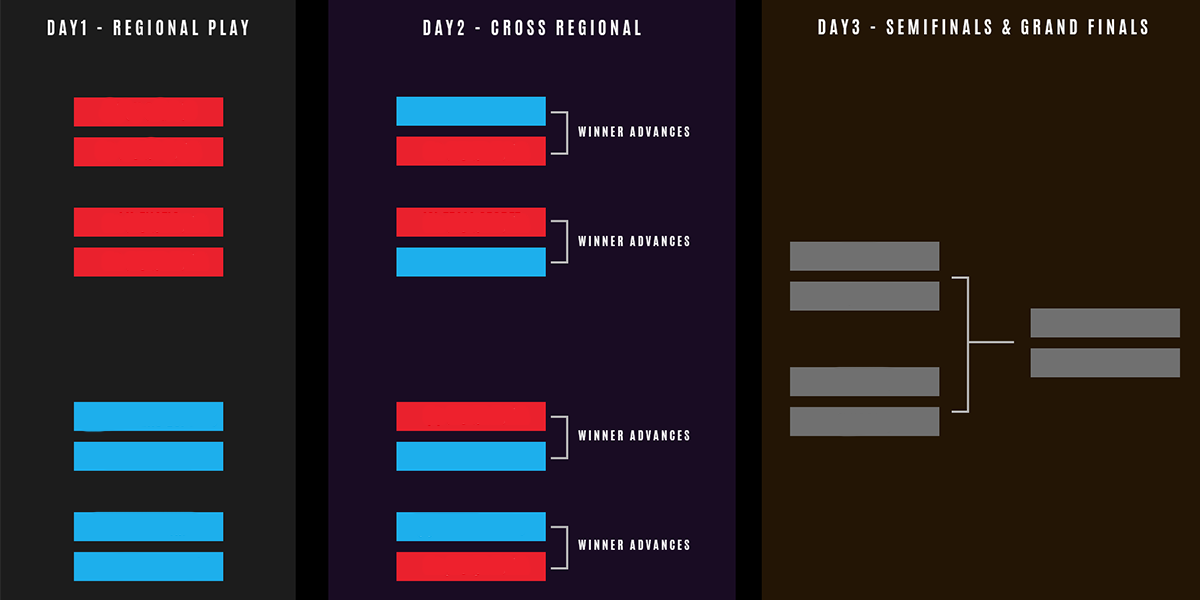 DAY1 - REGIONAL PLAY
DAY2 - CROSS REGIONAL
DAY3 - SEMIFINALS & GRAND FINALS
WINNER ADVANCES
WINNER ADVANCES
WINNER ADVANCES
WINNER ADVANCES